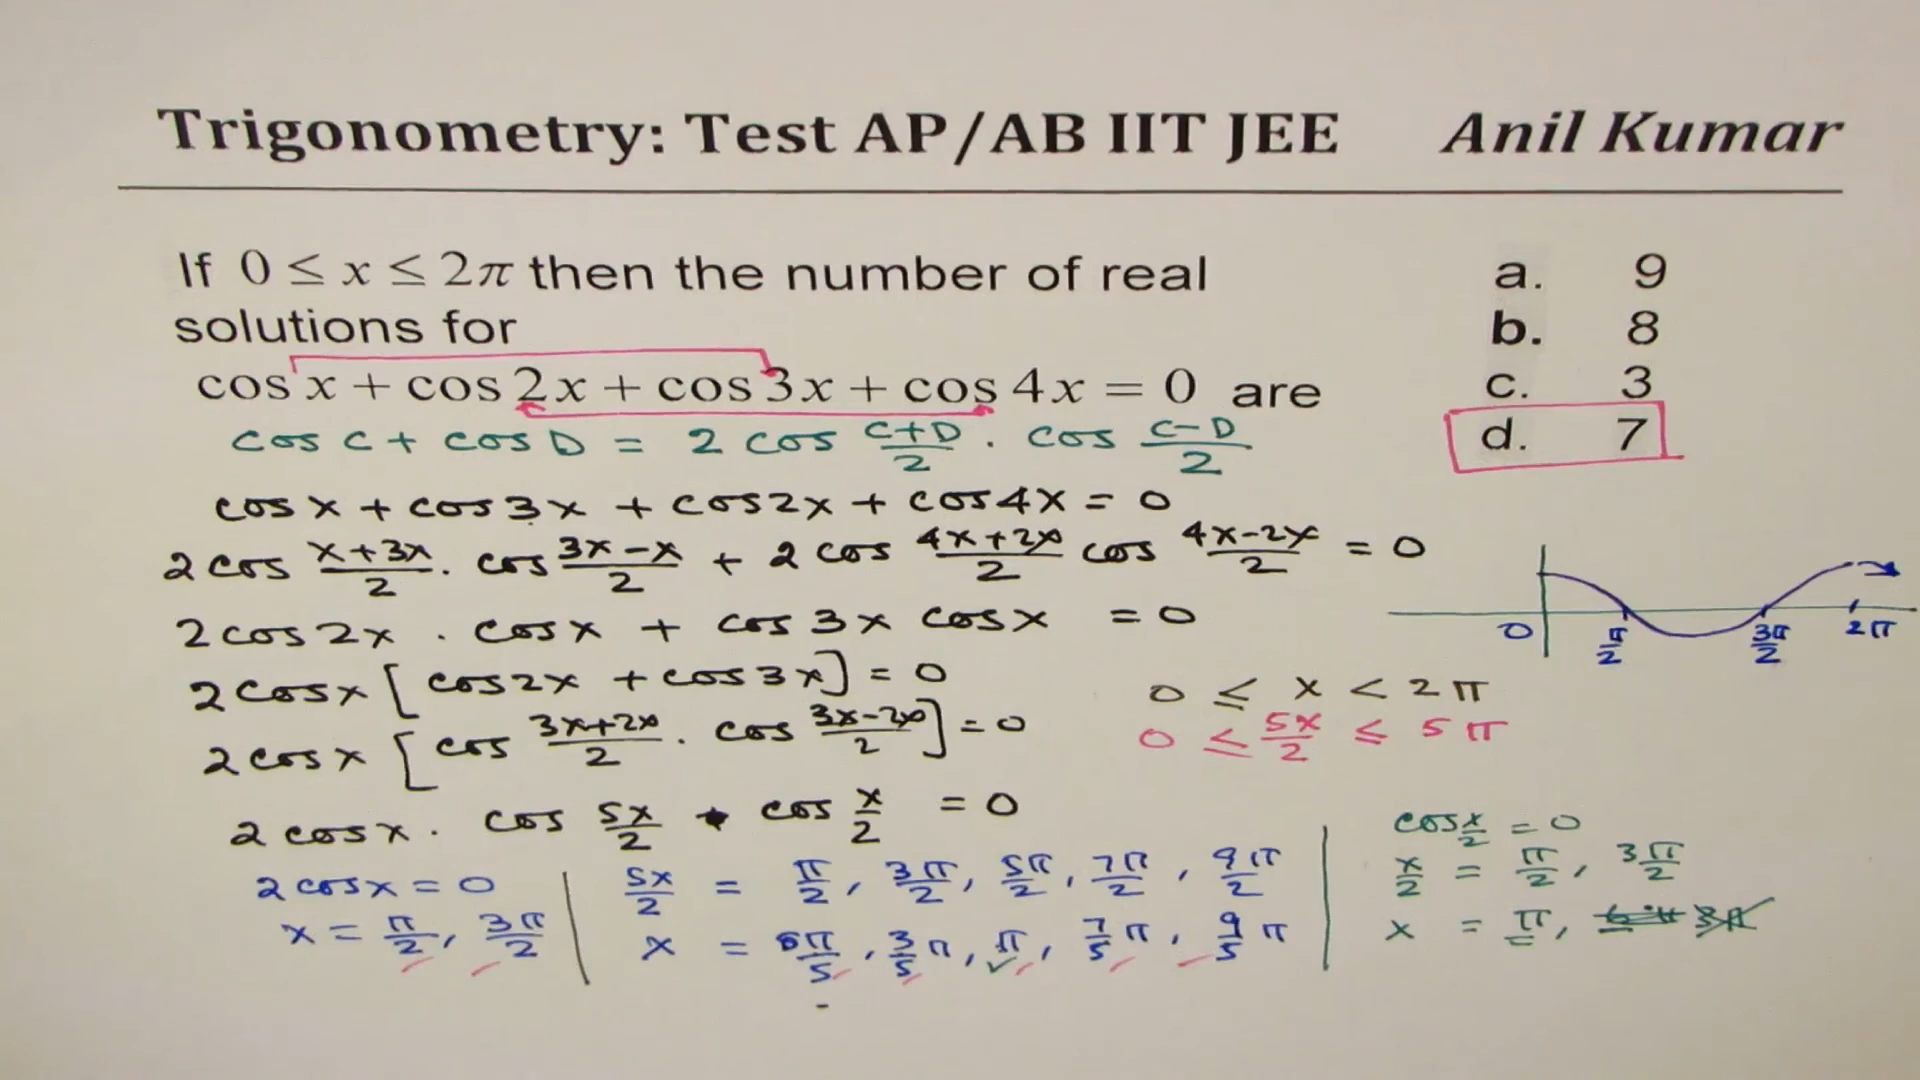 Trigonometry: Test AP/AB IIT JEE Anil Kumar
If 0 ≤ x ≤ 2π then the number of real
solutions for
cos x + cos 2x + cos 3x + cos 4x = 0 are
a. 9
b. 8
c. 3
d. 7
cos C + cos D = 2 cos (C+D)/2 . cos (C-D)/2
cos x + cos 3x + cos 2x + cos 4x = 0
2 cos (x+3x)/2 . cos (3x-x)/2 + 2 cos (4x+2x)/2 cos (4x-2x)/2 = 0
2 cos 2x . cos x + cos 3x cos x = 0
2 cos x [cos 2x + cos 3x] = 0
2 cos x [cos (3x+2x)/2 . cos (3x-2x)/2] = 0
2 cos x . cos 5x/2 . cos x/2 = 0
0 π/2 3π/2 2π
0 ≤ x < 2π
0 ≤ 5x/2 ≤ 5π
2 cos x = 0
x = π/2, 3π/2
5x/2 = π/2, 3π/2, 5π/2, 7π/2, 9π/2
x = π/5, 3/5 π, π, 7/5 π, 9/5 π
cos x/2 = 0
x/2 = π/2, 3π/2
x = π, 3π